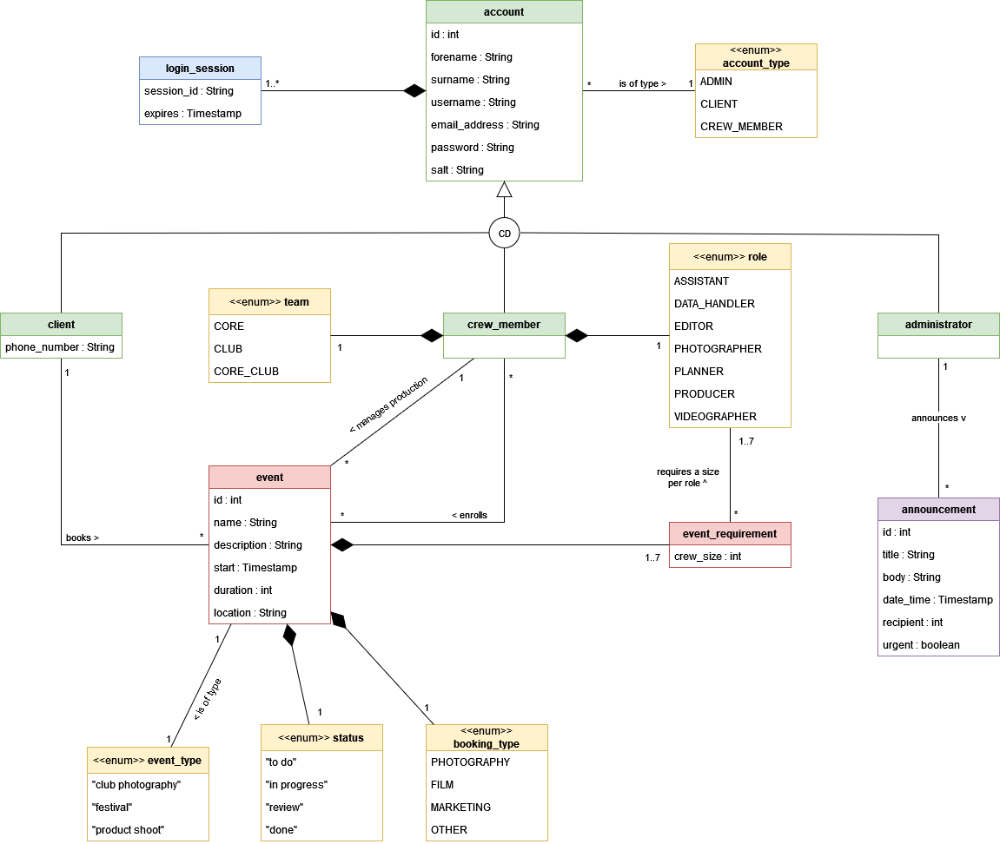 account
id : int
forename : String
surname : String
username : String
email_address : String
password : String
salt : String
login_session
session_id : String
expires : Timestamp
1..*
* is of type > 1
<<enum>>
account_type
ADMIN
CLIENT
CREW_MEMBER
CD
<<enum>> team
CORE
CLUB
CORE_CLUB
1
client
phone_number : String
1
crew_member
1
*
1
<<enum>> role
ASSISTANT
DATA_HANDLER
EDITOR
PHOTOGRAPHER
PLANNER
PRODUCER
VIDEOGRAPHER
1..7
administrator
1
announces v
*
< manages production
*
requires a size
per role ^
*
event
id : int
name : String
description : String
start : Timestamp
duration : int
location : String
* < enrolls
books > *
1..7
event_requirement
crew_size : int
announcement
id : int
title : String
body : String
date_time : Timestamp
recipient : int
urgent : boolean
1
< is of type
1
1
1
<<enum>> event_type
"club photography"
"festival"
"product shoot"
<<enum>> status
"to do"
"in progress"
"review"
"done"
<<enum>>
booking_type
PHOTOGRAPHY
FILM
MARKETING
OTHER